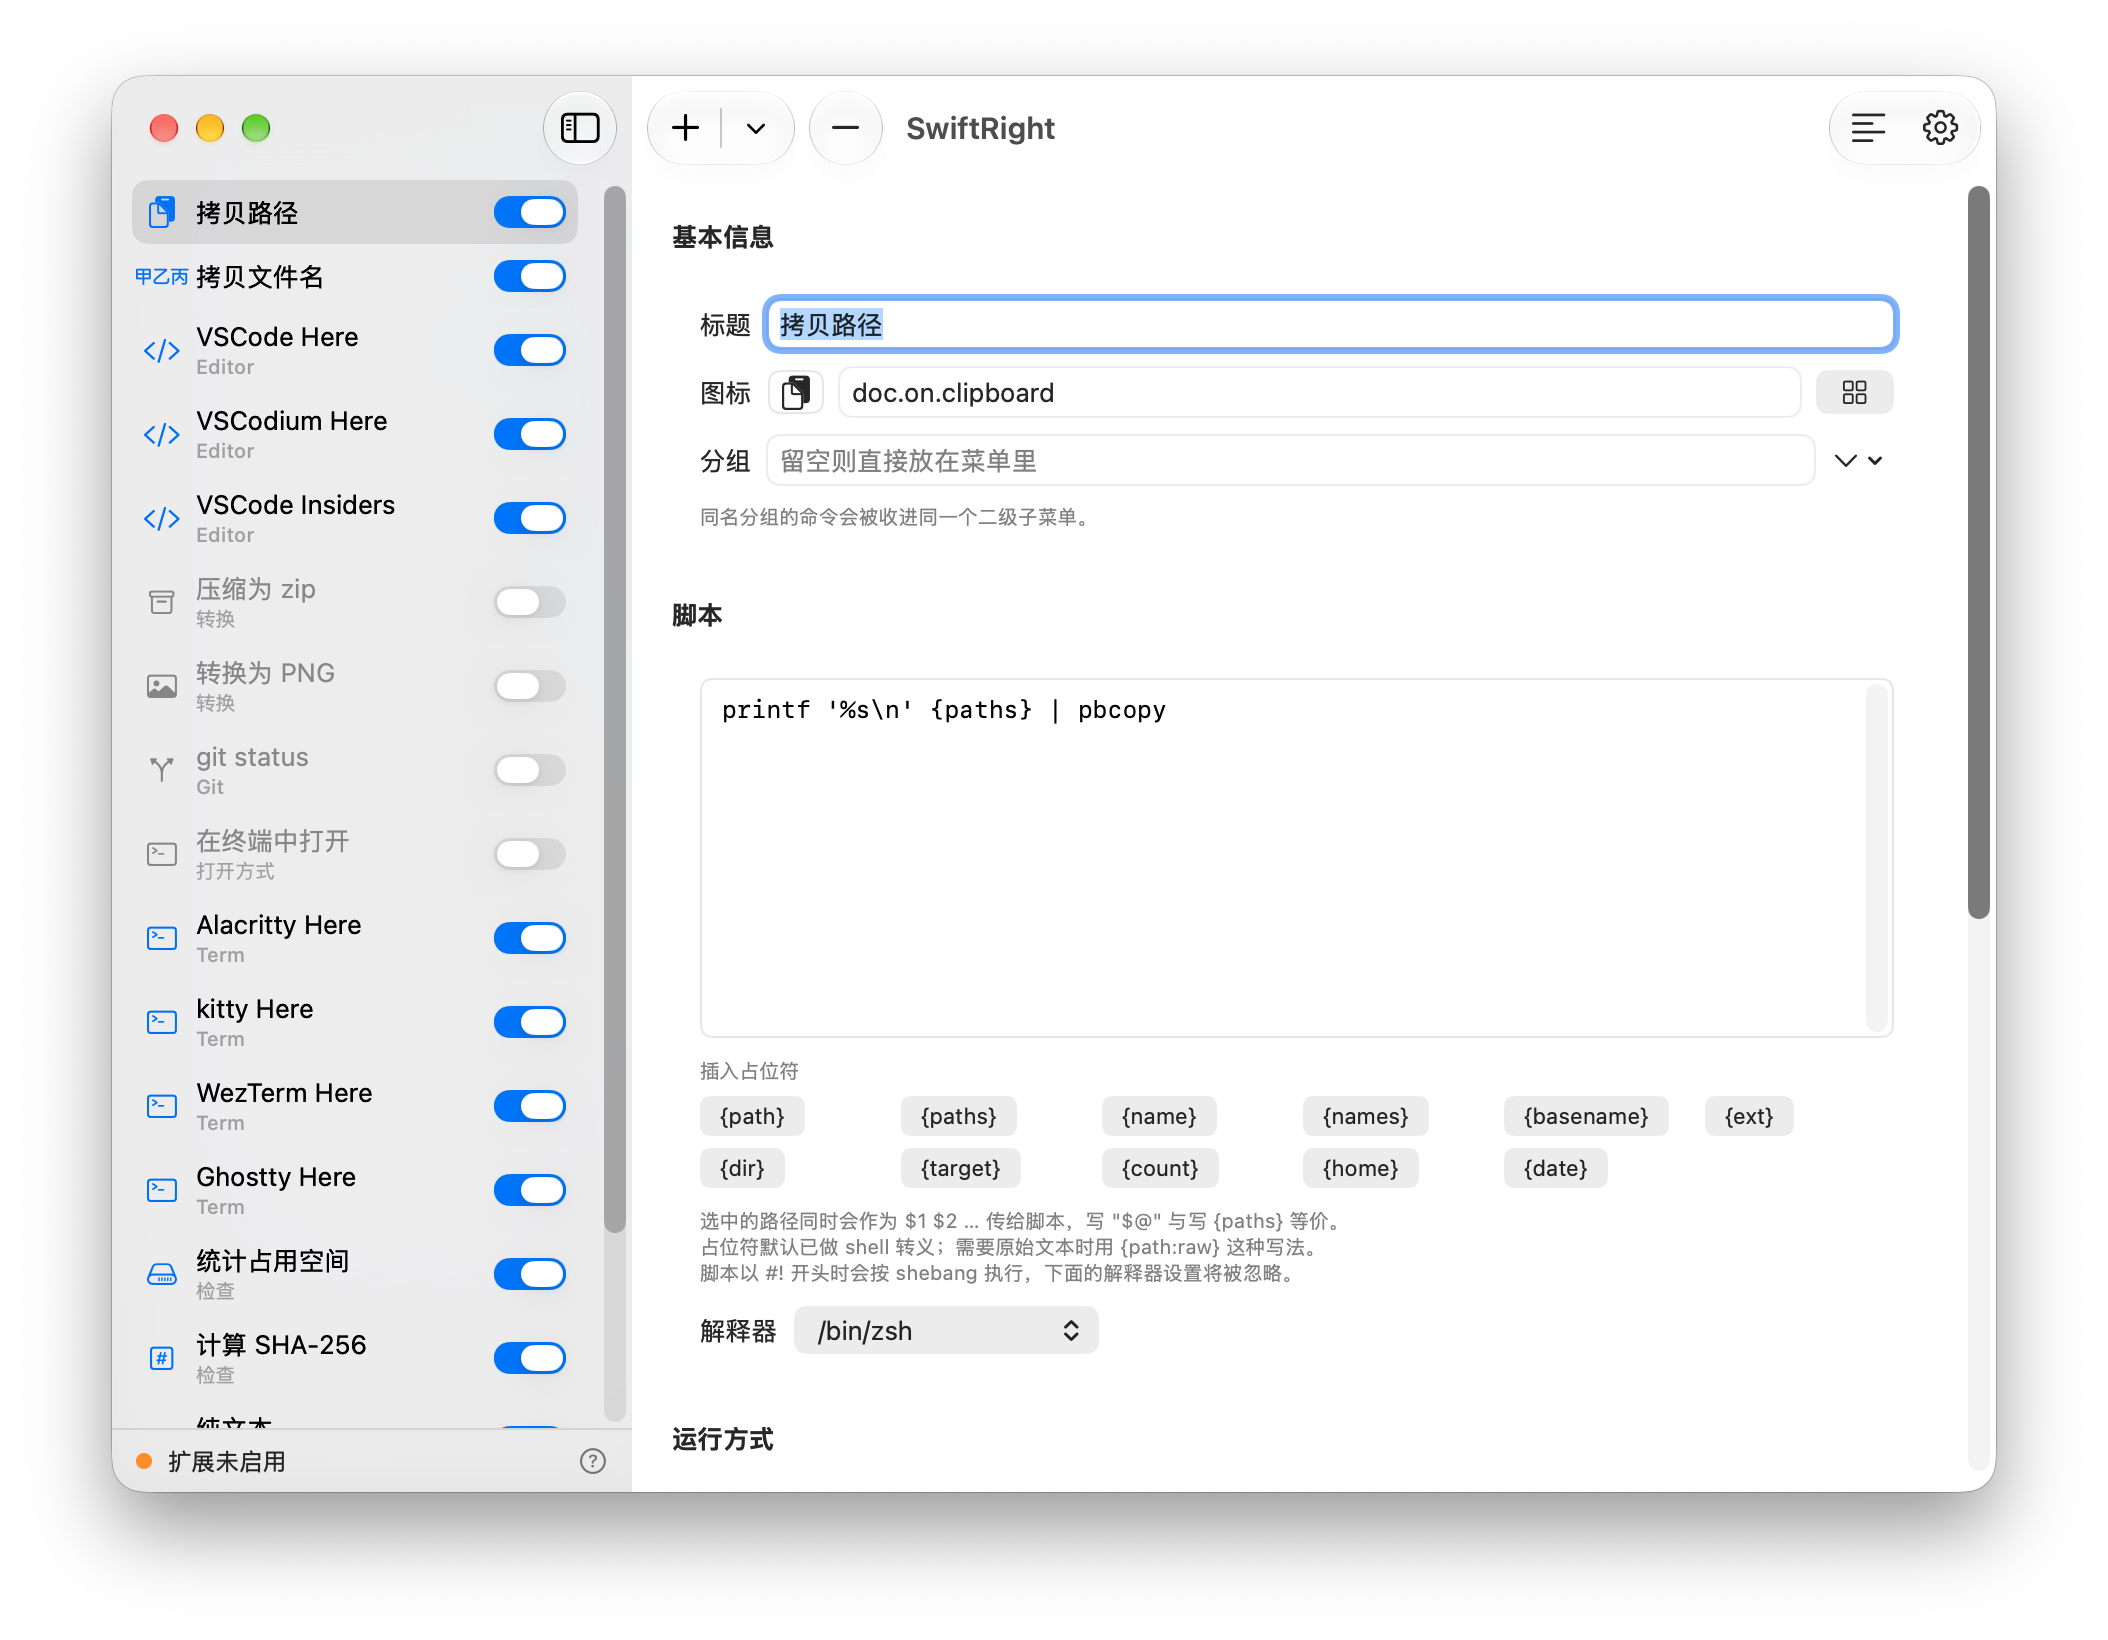 SwiftRight
拷贝路径
甲乙丙 拷贝文件名
VSCode Here
Editor
VSCodium Here
Editor
VSCode Insiders
Editor
压缩为 zip
转换
转换为 PNG
转换
git status
Git
在终端中打开
打开方式
Alacritty Here
Term
kitty Here
Term
WezTerm Here
Term
Ghostty Here
Term
统计占用空间
检查
计算 SHA-256
检查
纯文本
扩展未启用
基本信息
标题 拷贝路径
图标 doc.on.clipboard
分组 留空则直接放在菜单里
同名分组的命令会被收进同一个二级子菜单。
脚本
printf '%s\n' {paths} | pbcopy
插入占位符
{path} {paths} {name} {names} {basename} {ext}
{dir} {target} {count} {home} {date}
选中的路径同时会作为 $1 $2 ... 传给脚本，写 "$@" 与写 {paths} 等价。
占位符默认已做 shell 转义；需要原始文本时用 {path:raw} 这种写法。
脚本以 #! 开头时会按 shebang 执行，下面的解释器设置将被忽略。
解释器 /bin/zsh
运行方式